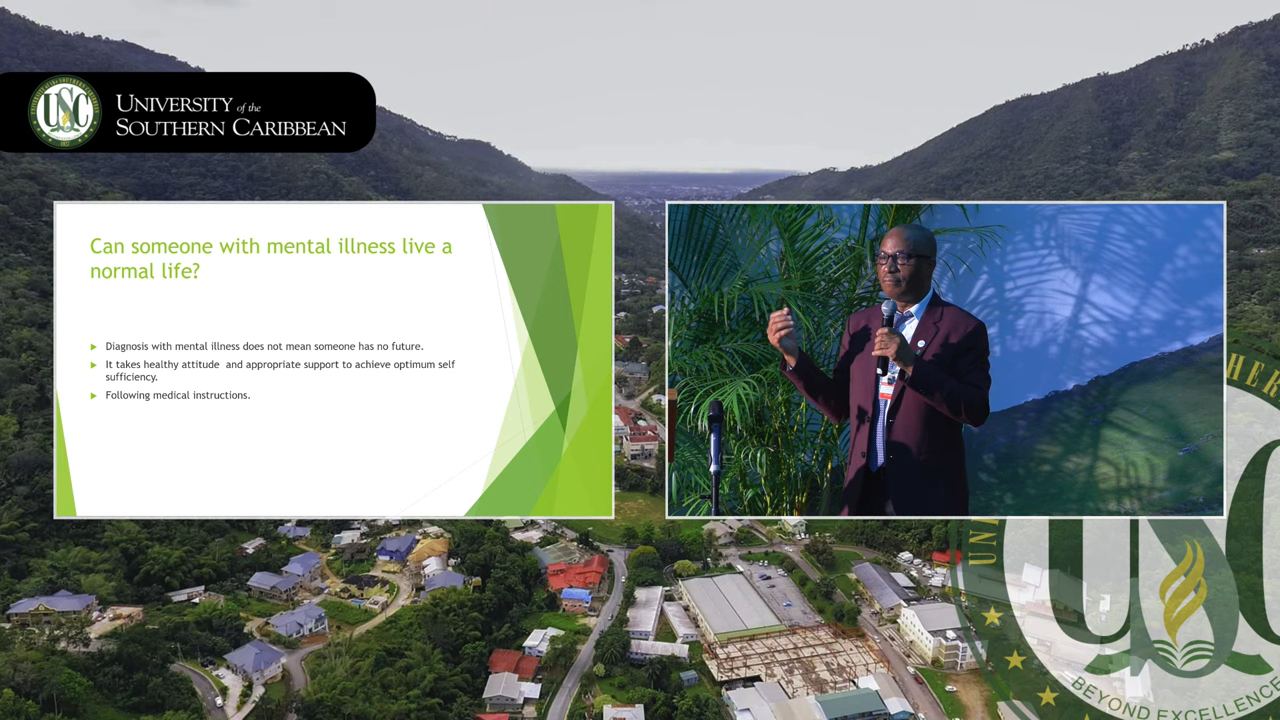 USC
UNIVERSITY of the
SOUTHERN CARIBBEAN
Can someone with mental illness live a
normal life?
Diagnosis with mental illness does not mean someone has no future.
It takes healthy attitude and appropriate support to achieve optimum self
sufficiency.
Following medical instructions.
BEYOND EXCELLENCE